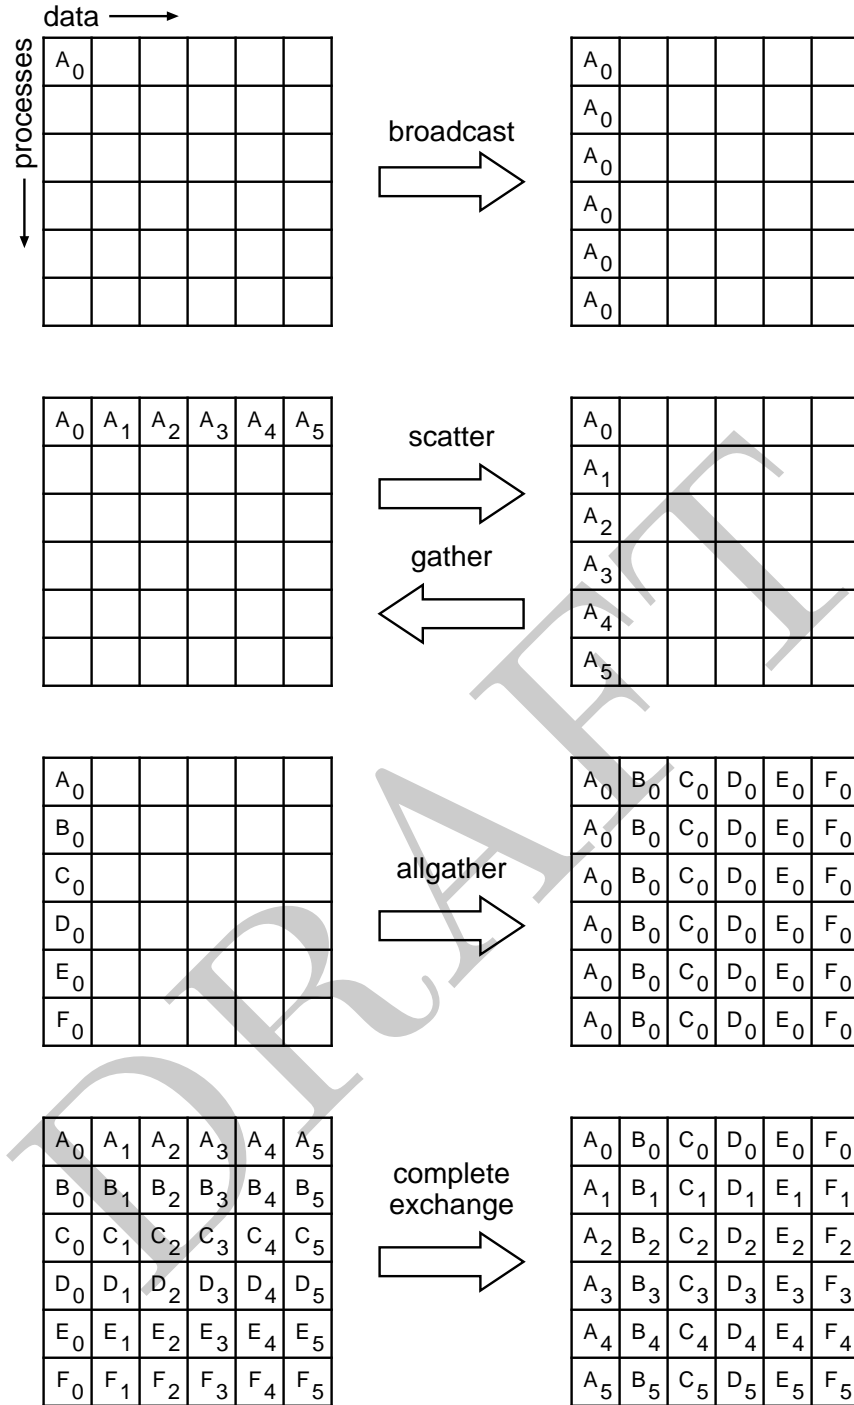 data
processes
A0 A0
A0
broadcast
A0
A0
A0
A0
A0 A1 A2 A3 A4 A5 A0
scatter
A1
A2
gather
A3
A4
A5
A0 A0 B0 C0 D0 E0 F0
B0 A0 B0 C0 D0 E0 F0
allgather
C0 A0 B0 C0 D0 E0 F0
D0 A0 B0 C0 D0 E0 F0
E0 A0 B0 C0 D0 E0 F0
F0 A0 B0 C0 D0 E0 F0
A0 A1 A2 A3 A4 A5 A0 B0 C0 D0 E0 F0
complete
exchange
B0 B1 B2 B3 B4 B5 A1 B1 C1 D1 E1 F1
C0 C1 C2 C3 C4 C5 A2 B2 C2 D2 E2 F2
D0 D1 D2 D3 D4 D5 A3 B3 C3 D3 E3 F3
E0 E1 E2 E3 E4 E5 A4 B4 C4 D4 E4 F4
F0 F1 F2 F3 F4 F5 A5 B5 C5 D5 E5 F5
DRAFT